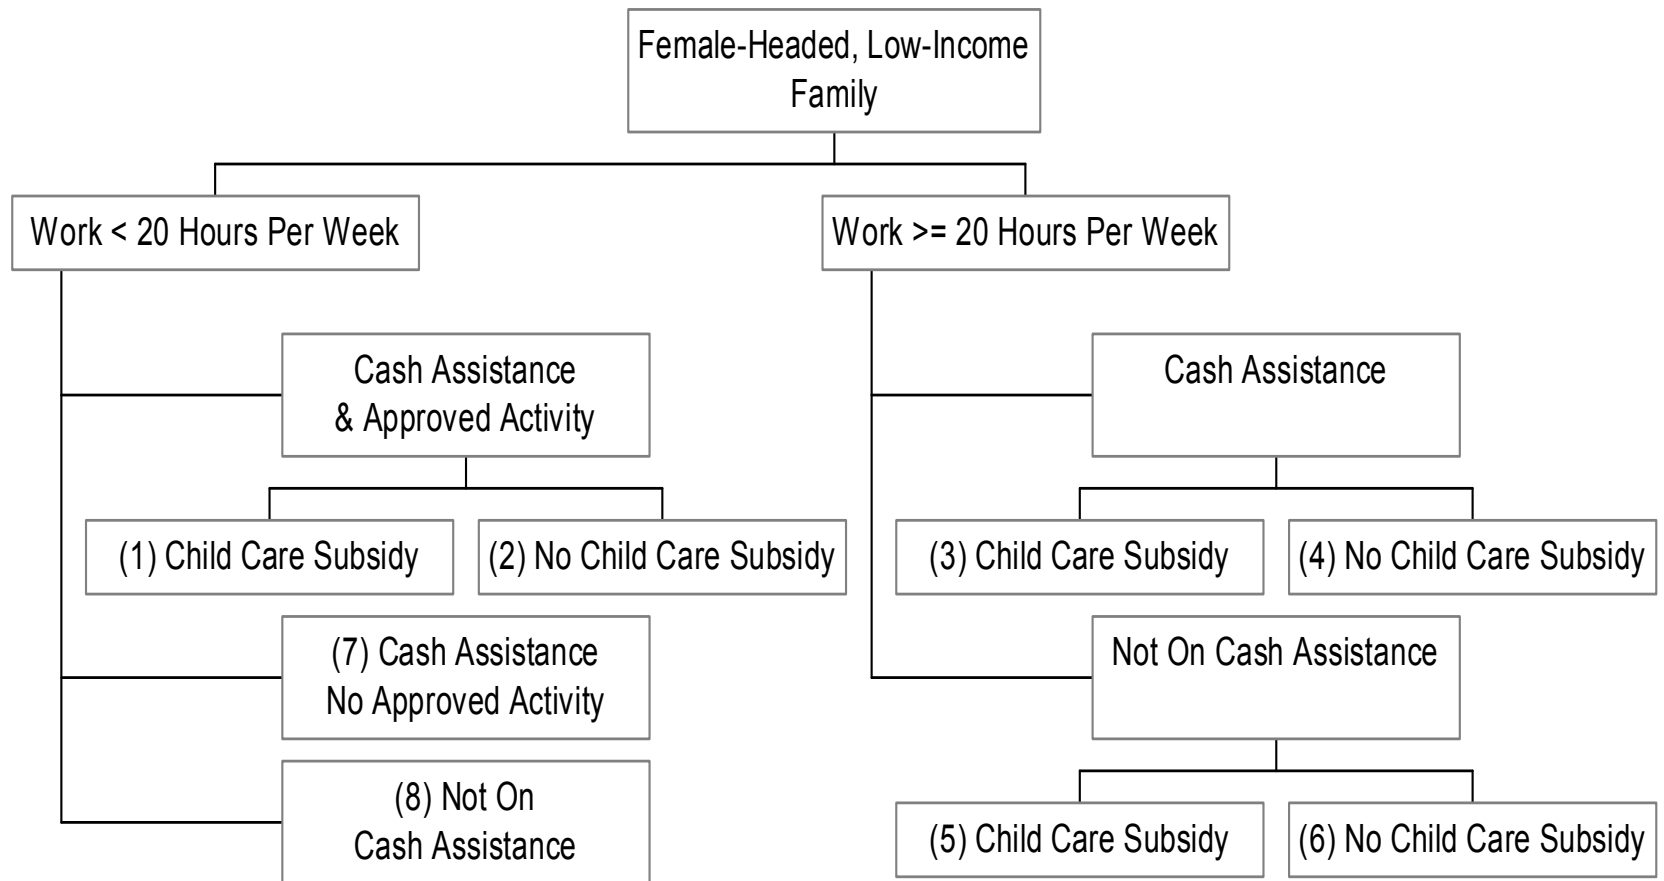 Female-Headed, Low-Income
Family
Work < 20 Hours Per Week
Work >= 20 Hours Per Week
Cash Assistance
& Approved Activity
Cash Assistance
(1) Child Care Subsidy
(2) No Child Care Subsidy
(3) Child Care Subsidy
(4) No Child Care Subsidy
(7) Cash Assistance
No Approved Activity
Not On Cash Assistance
(8) Not On
Cash Assistance
(5) Child Care Subsidy
(6) No Child Care Subsidy